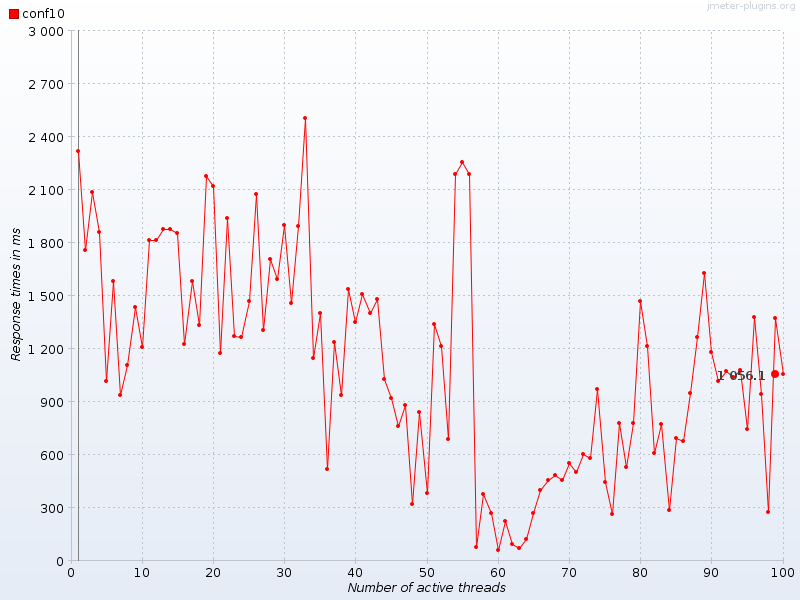 jmeter-plugins.org
conf10
3 000
2 700
2 400
2 100
1 800
1 500
1 200
900
600
300
0
Response times in ms
1 056.1
0 10 20 30 40 50 60 70 80 90 100
Number of active threads